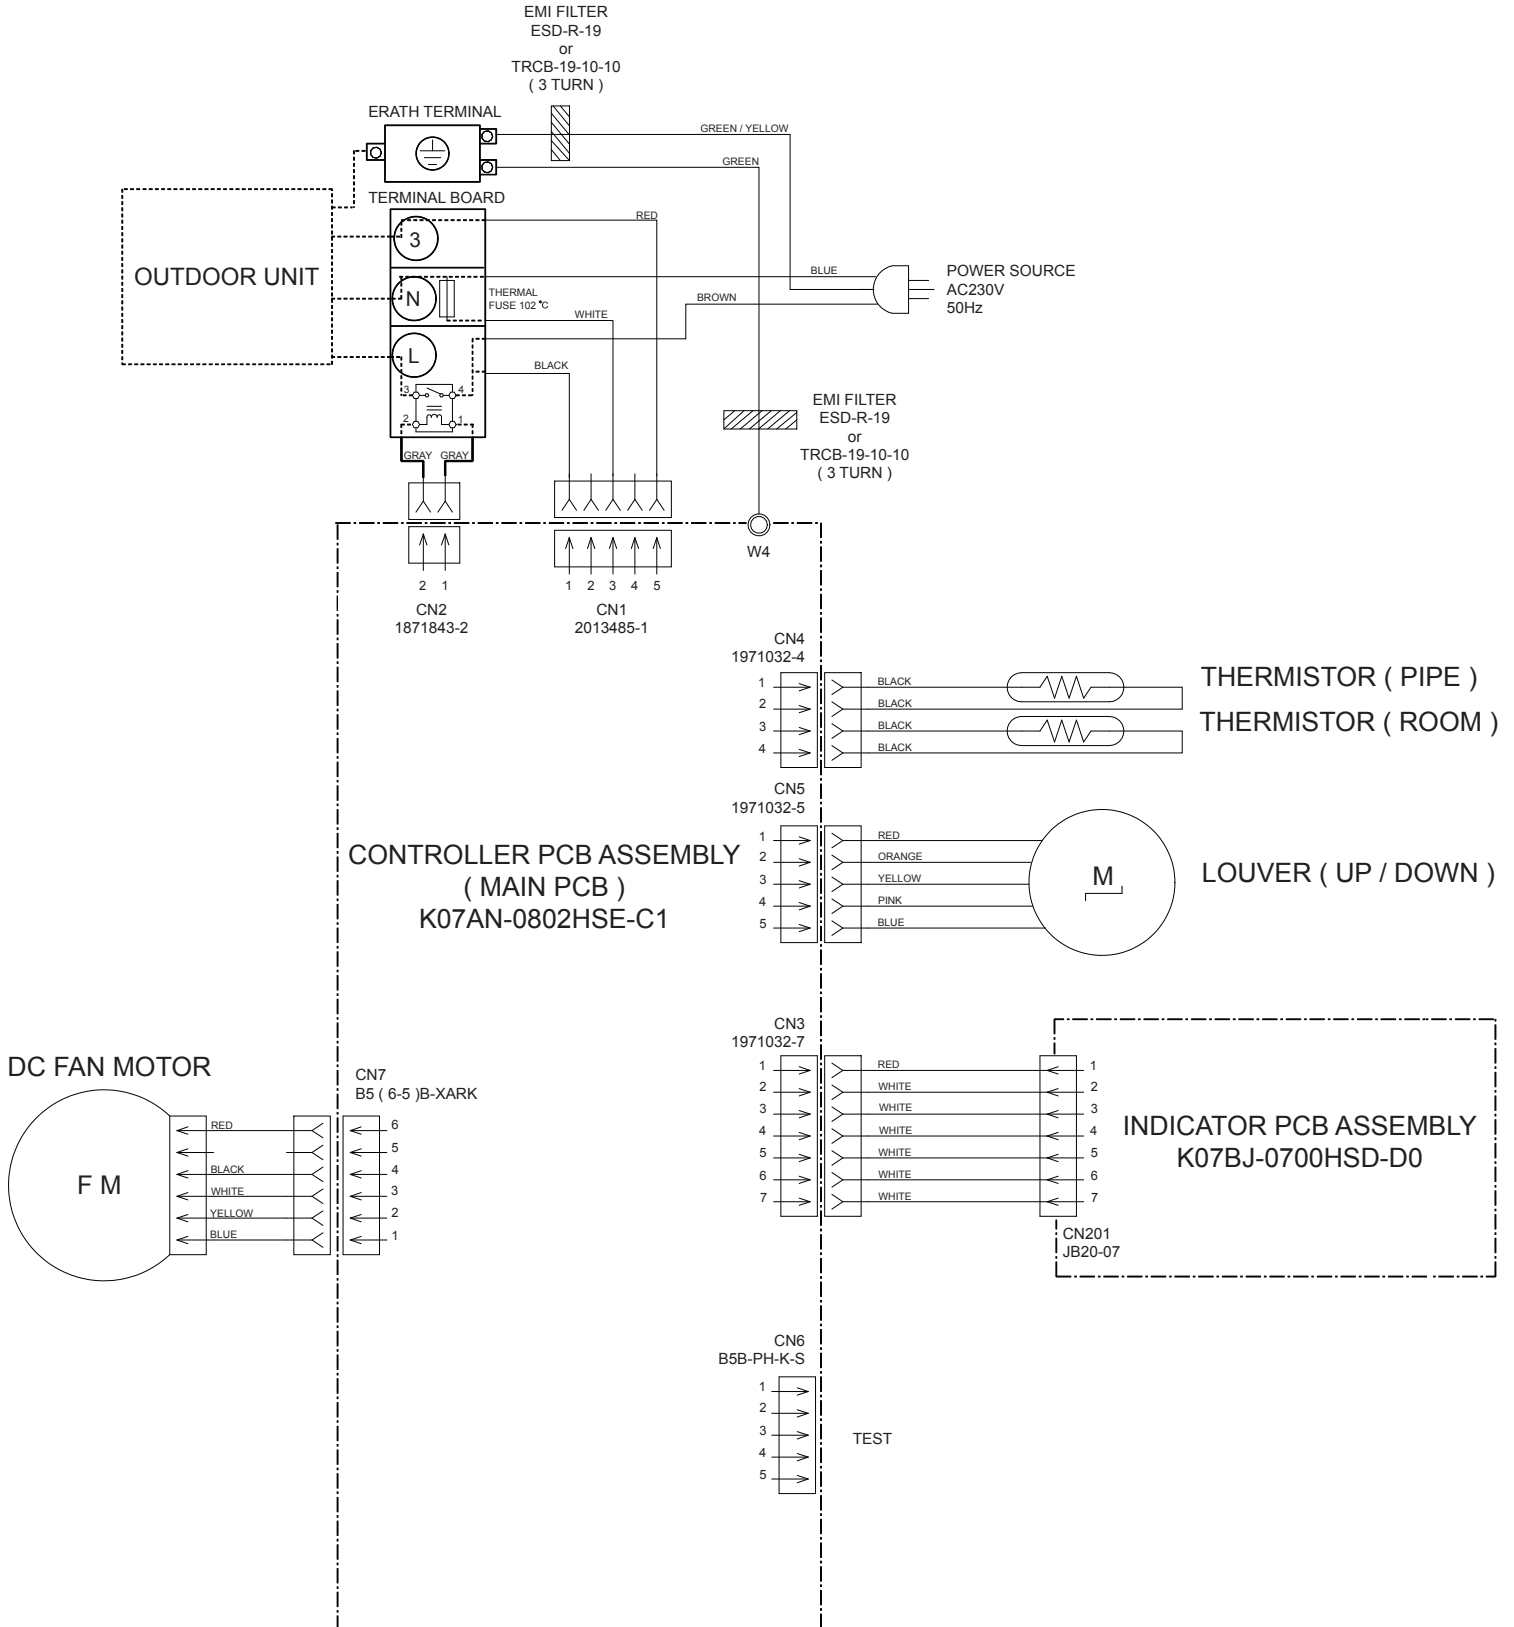 EMI FILTER
ESD-R-19
or
TRCB-19-10-10
( 3 TURN )
ERATH TERMINAL
GREEN / YELLOW
GREEN
TERMINAL BOARD
RED
3
OUTDOOR UNIT
BLUE
POWER SOURCE
AC230V
50Hz
N
THERMAL
FUSE 102 °C
BROWN
WHITE
L
BLACK
3 4
2 1
GRAY GRAY
EMI FILTER
ESD-R-19
or
TRCB-19-10-10
( 3 TURN )
W4
2 1
CN2
1871843-2
1 2 3 4 5
CN1
2013485-1
CN4
1971032-4
1 BLACK
2 BLACK
3 BLACK
4 BLACK
THERMISTOR ( PIPE )
THERMISTOR ( ROOM )
CN5
1971032-5
1 RED
2 ORANGE
3 YELLOW
4 PINK
5 BLUE
M
LOUVER ( UP / DOWN )
CONTROLLER PCB ASSEMBLY
( MAIN PCB )
K07AN-0802HSE-C1
CN3
1971032-7
1 RED 1
2 WHITE 2
3 WHITE 3
4 WHITE 4
5 WHITE 5
6 WHITE 6
7 WHITE 7
INDICATOR PCB ASSEMBLY
K07BJ-0700HSD-D0
CN201
JB20-07
DC FAN MOTOR
CN7
B5 ( 6-5 )B-XARK
F M
RED 6
5
BLACK 4
WHITE 3
YELLOW 2
BLUE 1
CN6
B5B-PH-K-S
1
2
3
4
5
TEST